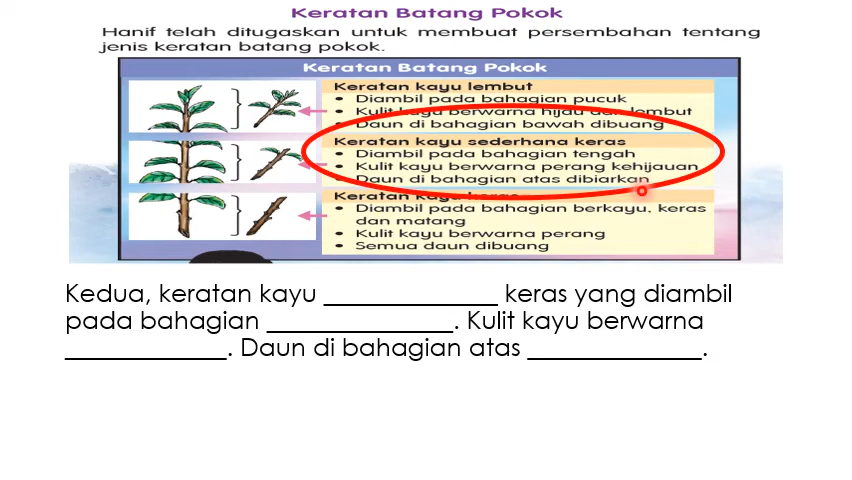 Keratan Batang Pokok
Hanif telah ditugaskan untuk membuat persembahan tentang
jenis keratan batang pokok.
Keratan Batang Pokok
Keratan kayu lembut
• Diambil pada bahagian pucuk
• Kulit kayu berwarna hijau dan lembut
• Daun di bahagian bawah dibuang
Keratan kayu sederhana keras
• Diambil pada bahagian tengah
• Kulit kayu berwarna perang kehijauan
• Daun di bahagian atas dibiarkan
Keratan kayu keras
• Diambil pada bahagian berkayu, keras
dan matang
• Kulit kayu berwarna perang
• Semua daun dibuang
Kedua, keratan kayu ______________ keras yang diambil
pada bahagian _______________. Kulit kayu berwarna
_____________. Daun di bahagian atas ______________.